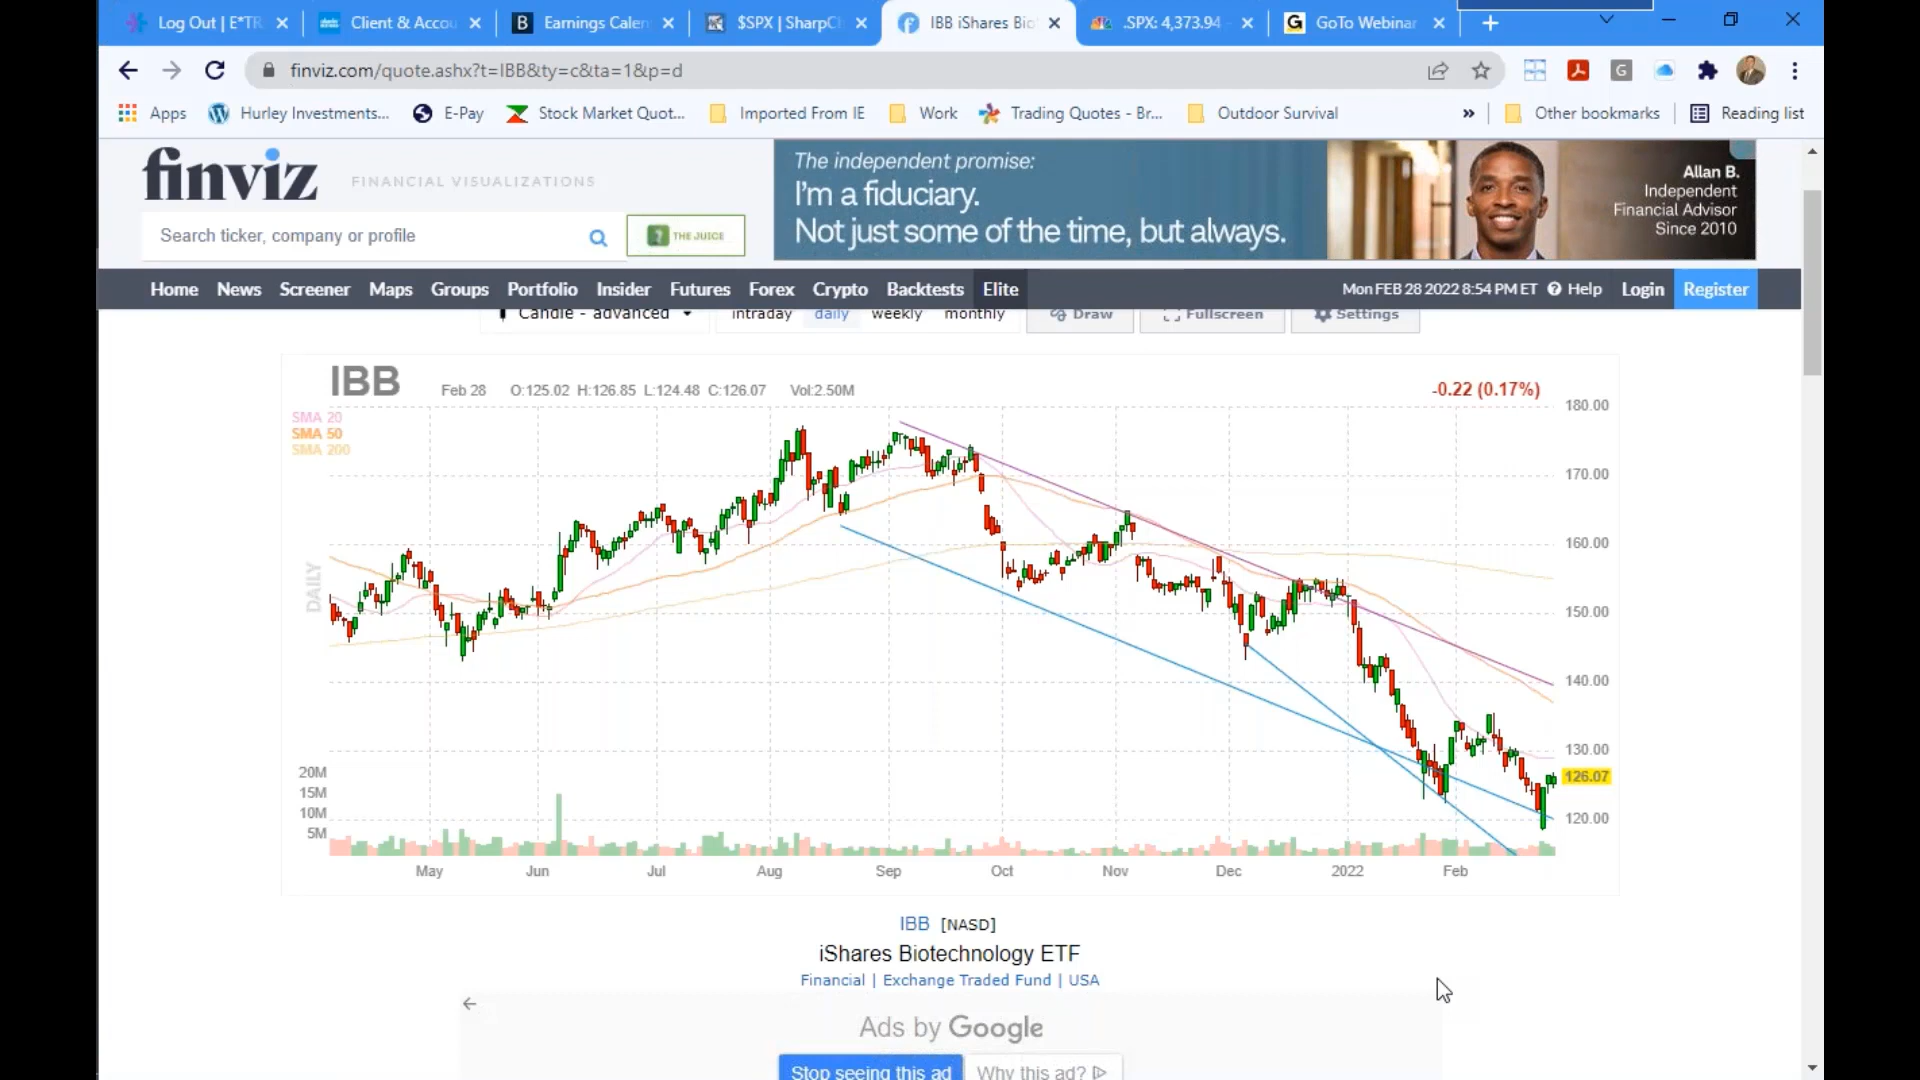 Log Out | E*TR
Client & Accou
B Earnings Calen
$SPX | SharpCh
IBB iShares Bio
.SPX: 4,373.94
G GoTo Webinar
finviz.com/quote.ashx?t=IBB&ty=c&ta=1&p=d
Apps
Hurley Investments...
E-Pay
Stock Market Quot...
Imported From IE
Work
Trading Quotes - Br...
Outdoor Survival
»
Other bookmarks
Reading list
finviz
FINANCIAL VISUALIZATIONS
Search ticker, company or profile
THE JUICE
The independent promise:
I'm a fiduciary.
Not just some of the time, but always.
Allan B.
Independent
Financial Advisor
Since 2010
Home News Screener Maps Groups Portfolio Insider Futures Forex Crypto Backtests Elite
Mon FEB 28 2022 8:54 PM ET Help Login Register
Candle - advanced intraday daily weekly monthly Draw Fullscreen Settings
IBB Feb 28 O:125.02 H:126.85 L:124.48 C:126.07 Vol:2.50M -0.22 (0.17%)
SMA 20
SMA 50
SMA 200
DAILY
180.00
170.00
160.00
150.00
140.00
130.00
126.07
120.00
20M
15M
10M
5M
May Jun Jul Aug Sep Oct Nov Dec 2022 Feb
IBB [NASD]
iShares Biotechnology ETF
Financial | Exchange Traded Fund | USA
Ads by Google
Stop seeing this ad Why this ad?